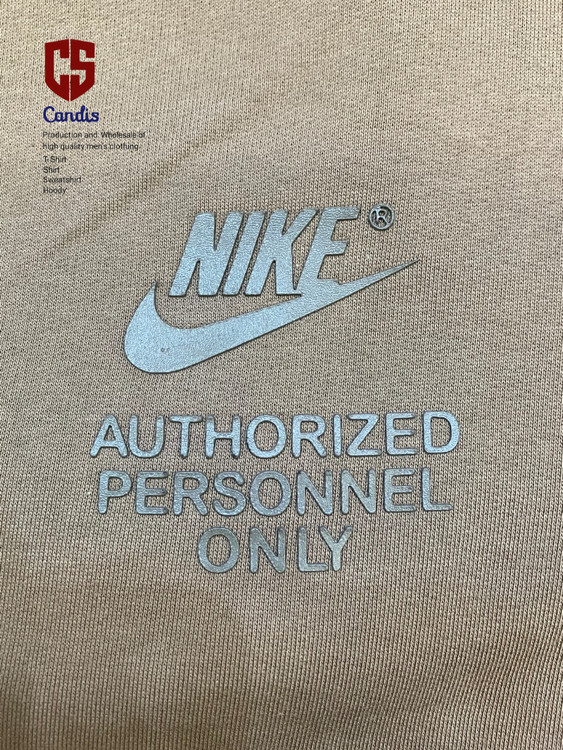 CS
Candis
Production and Wholesale of
high quality men's clothing.
T-Shirt
Shirt
Sweatshirt
Hoody
NIKE ®
AUTHORIZED
PERSONNEL
ONLY